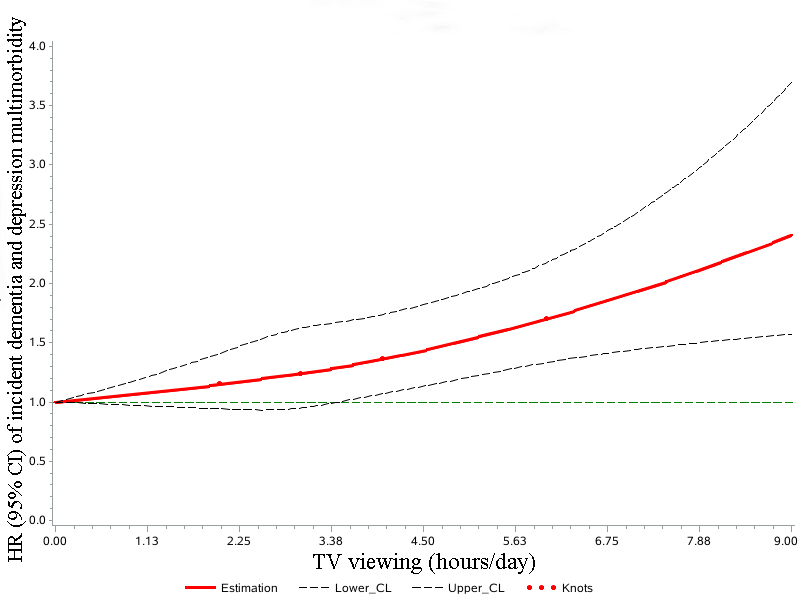 HR (95% CI) of incident dementia and depression multimorbidity
4.0
3.5
3.0
2.5
2.0
1.5
1.0
0.5
0.0
0.00 1.13 2.25 3.38 4.50 5.63 6.75 7.88 9.00
TV viewing (hours/day)
Estimation Lower_CL Upper_CL Knots